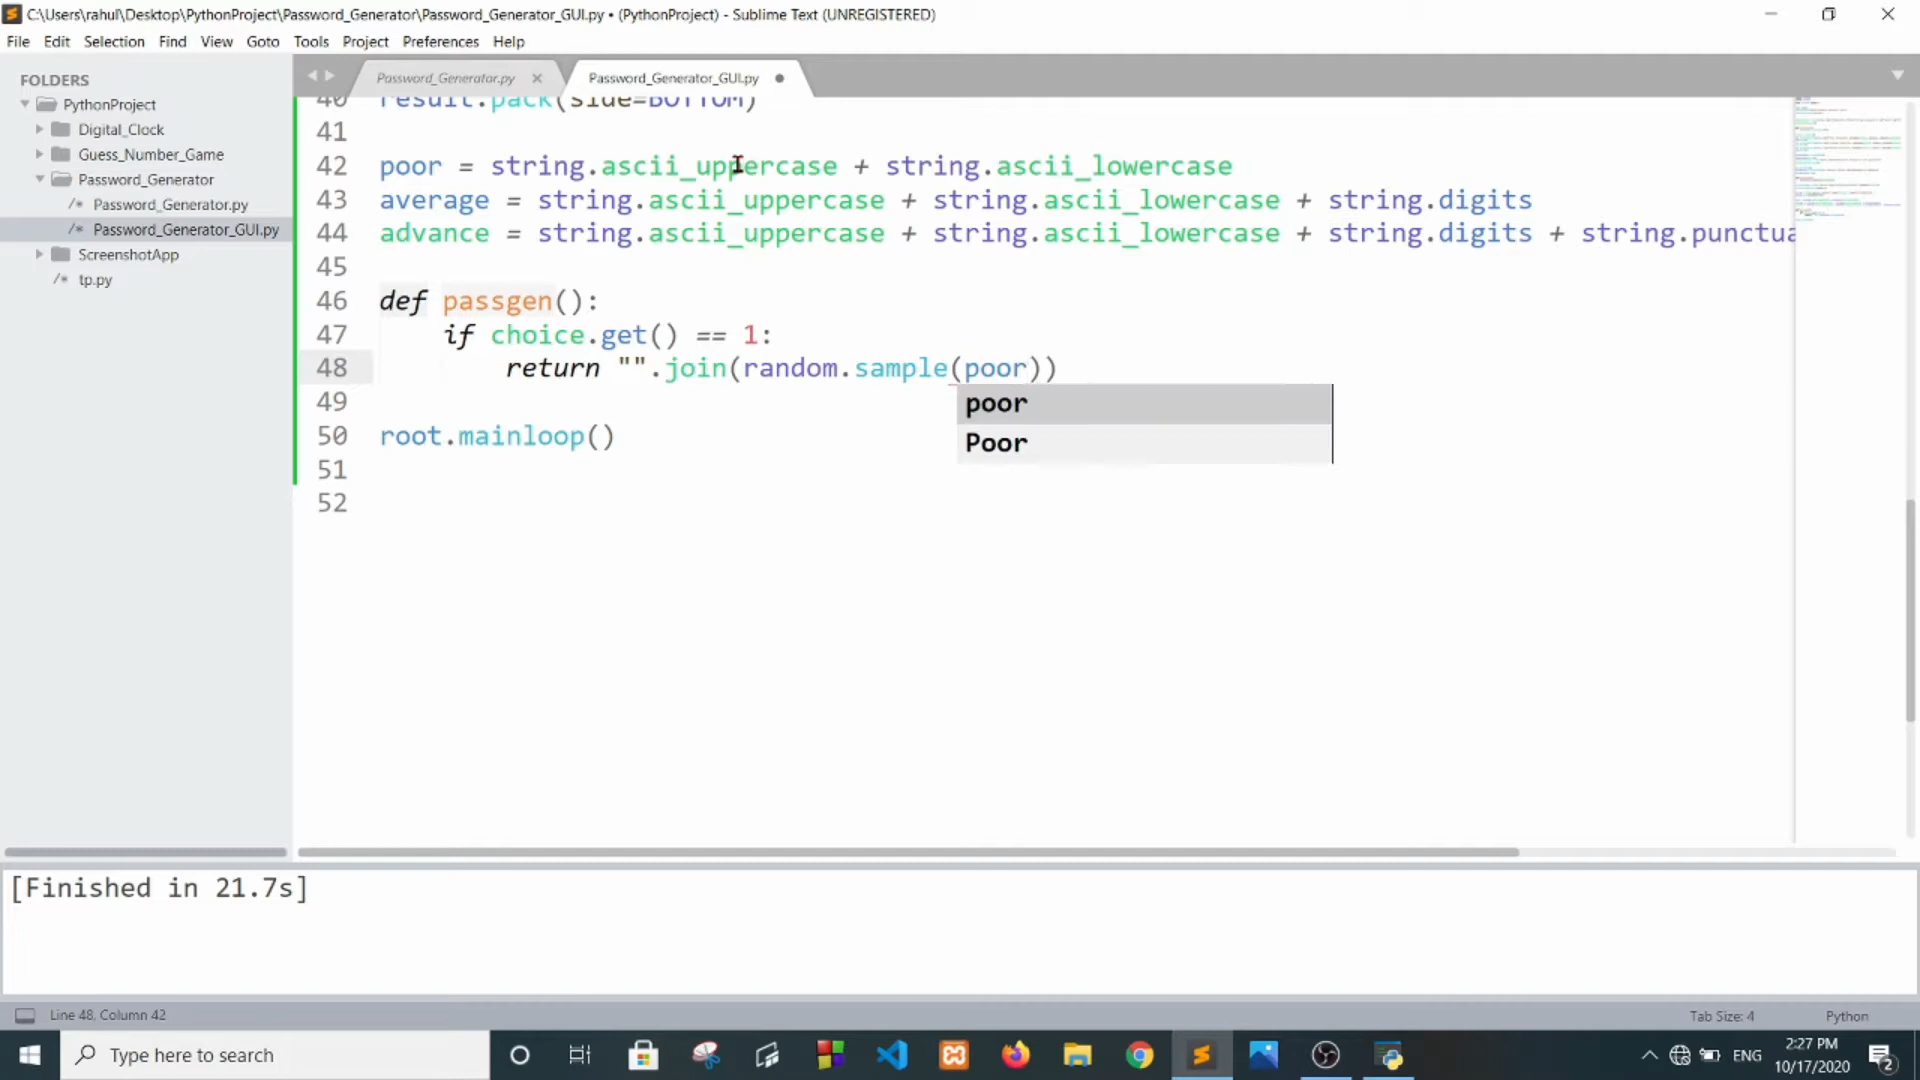 C:\Users\rahul\Desktop\PythonProject\Password_Generator\Password_Generator_GUI.py • (PythonProject) - Sublime Text (UNREGISTERED)
File Edit Selection Find View Goto Tools Project Preferences Help
FOLDERS
PythonProject
Digital_Clock
Guess_Number_Game
Password_Generator
/* Password_Generator.py
/* Password_Generator_GUI.py
ScreenshotApp
/* tp.py
Password_Generator.py
Password_Generator_GUI.py
40 result.pack(side=BOTTOM)
41
42 poor = string.ascii_uppercase + string.ascii_lowercase
43 average = string.ascii_uppercase + string.ascii_lowercase + string.digits
44 advance = string.ascii_uppercase + string.ascii_lowercase + string.digits + string.punctua
45
46 def passgen():
47 if choice.get() == 1:
48 return "".join(random.sample(poor))
49
50 root.mainloop()
51
52
poor
Poor
[Finished in 21.7s]
Line 48, Column 42
Tab Size: 4
Python
Type here to search
ENG
2:27 PM
10/17/2020
2